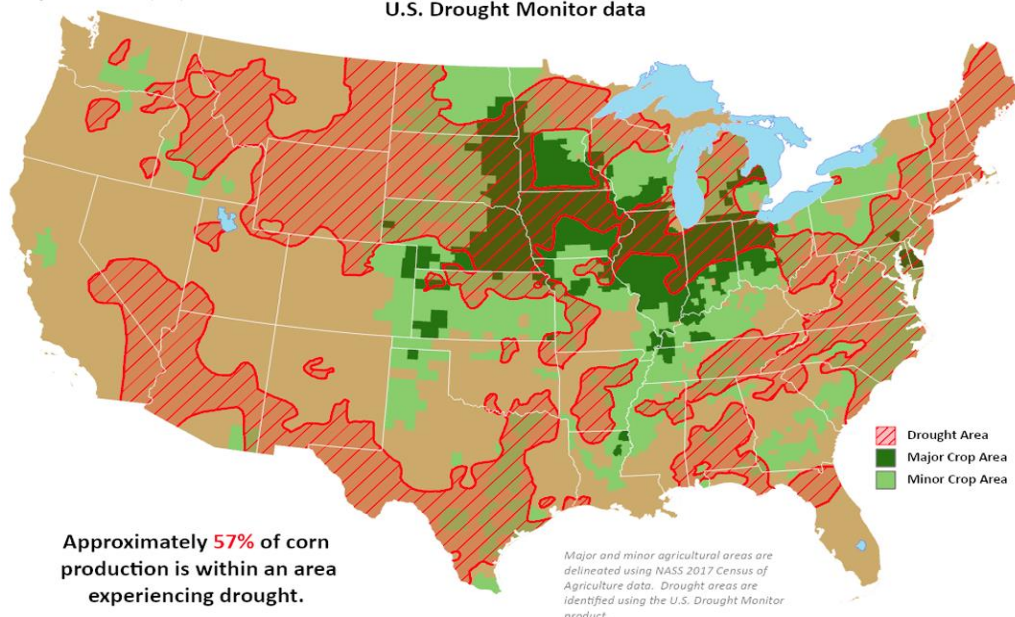 U.S. Drought Monitor data
Drought Area
Major Crop Area
Minor Crop Area
Approximately 57% of corn
production is within an area
experiencing drought.
Major and minor agricultural areas are
delineated using NASS 2017 Census of
Agriculture data. Drought areas are
identified using the U.S. Drought Monitor
product.